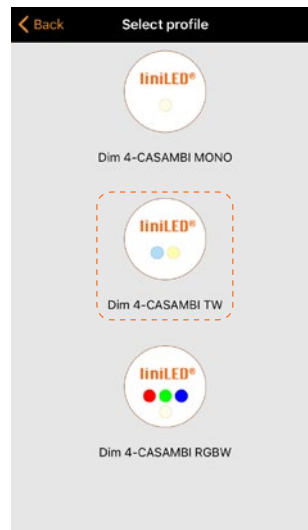 Back Select profile
liniLED®
Dim 4-CASAMBI MONO
liniLED®
Dim 4-CASAMBI TW
liniLED®
Dim 4-CASAMBI RGBW